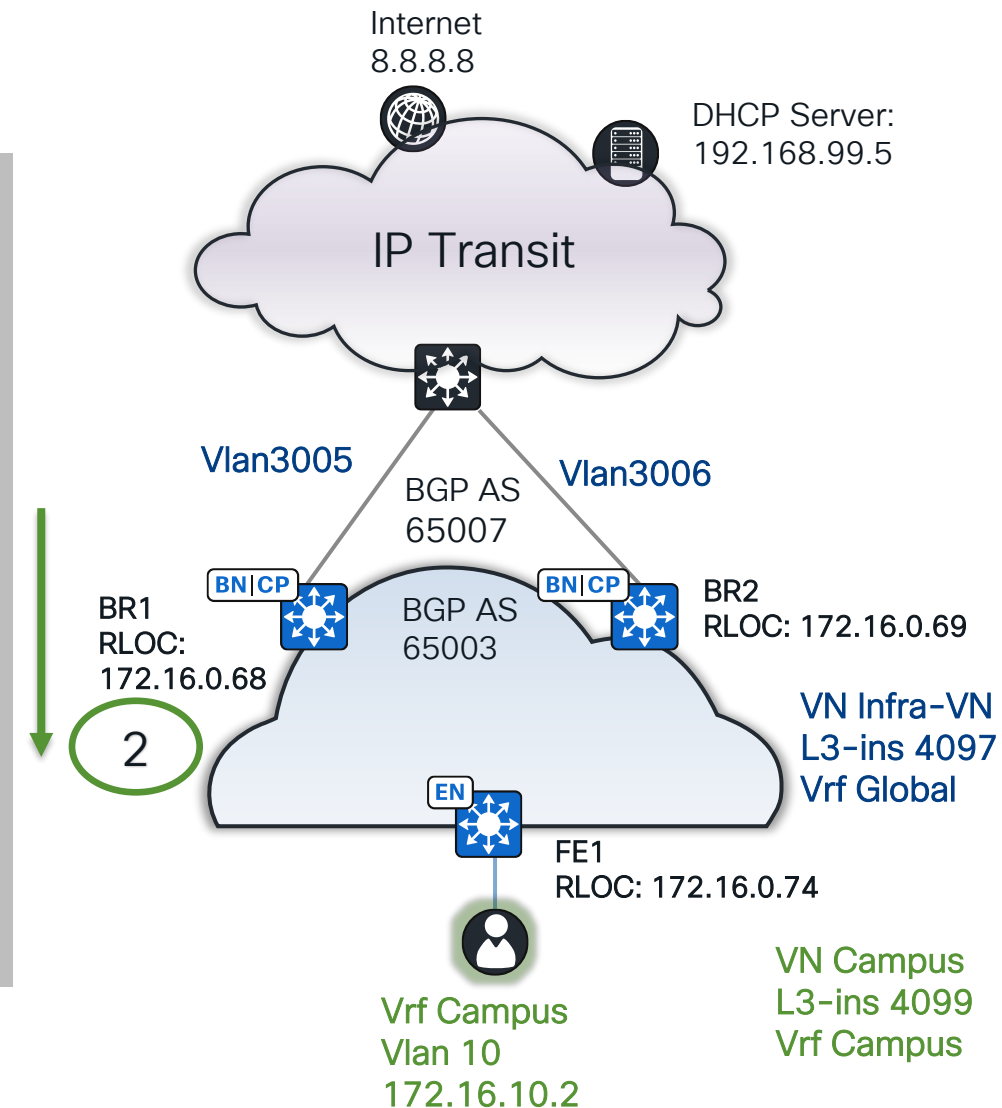 Internet
8.8.8.8
DHCP Server:
192.168.99.5
IP Transit
Vlan3005
Vlan3006
BGP AS
65007
BN|CP
BN|CP
BR1
RLOC:
172.16.0.68
BGP AS
65003
BR2
RLOC: 172.16.0.69
2
VN Infra-VN
L3-ins 4097
Vrf Global
EN
FE1
RLOC: 172.16.0.74
Vrf Campus
Vlan 10
172.16.10.2
VN Campus
L3-ins 4099
Vrf Campus